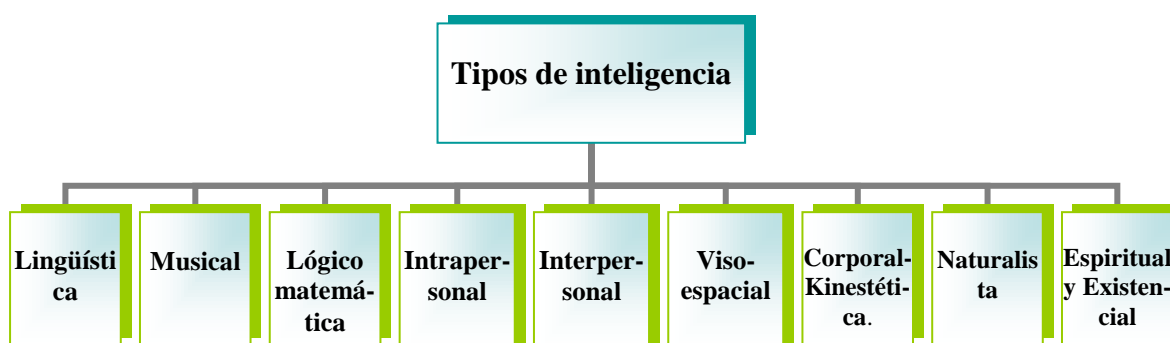 Tipos de inteligencia
Lingüísti
ca
Musical
Lógico
matemá-
tica
Intraper-
sonal
Interper-
sonal
Viso-
espacial
Corporal-
Kinestéti-
ca.
Naturalis
ta
Espiritual
y Existen-
cial